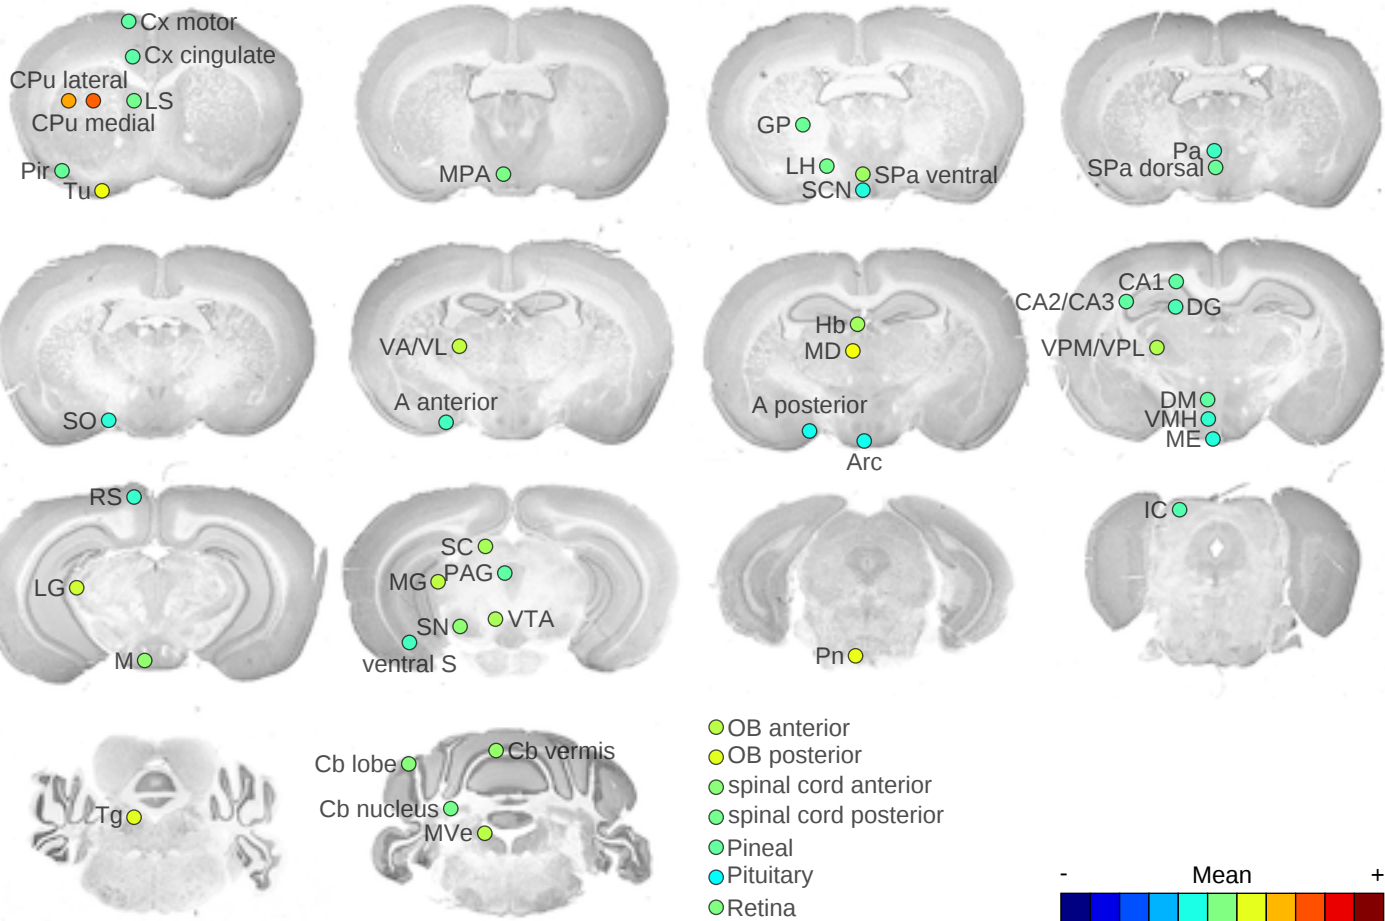 Cx motor
Cx cingulate
CPu lateral
LS
CPu medial
Pir
Tu
MPA
GP
LH
SPa ventral
SCN
Pa
SPa dorsal
SO
VA/VL
A anterior
Hb
MD
A posterior
Arc
CA1
CA2/CA3
DG
VPM/VPL
DM
VMH
ME
RS
LG
M
SC
PAG
MG
VTA
SN
ventral S
Pn
IC
Tg
Cb vermis
Cb lobe
Cb nucleus
MVe
OB anterior
OB posterior
spinal cord anterior
spinal cord posterior
Pineal
Pituitary
Retina
- Mean +